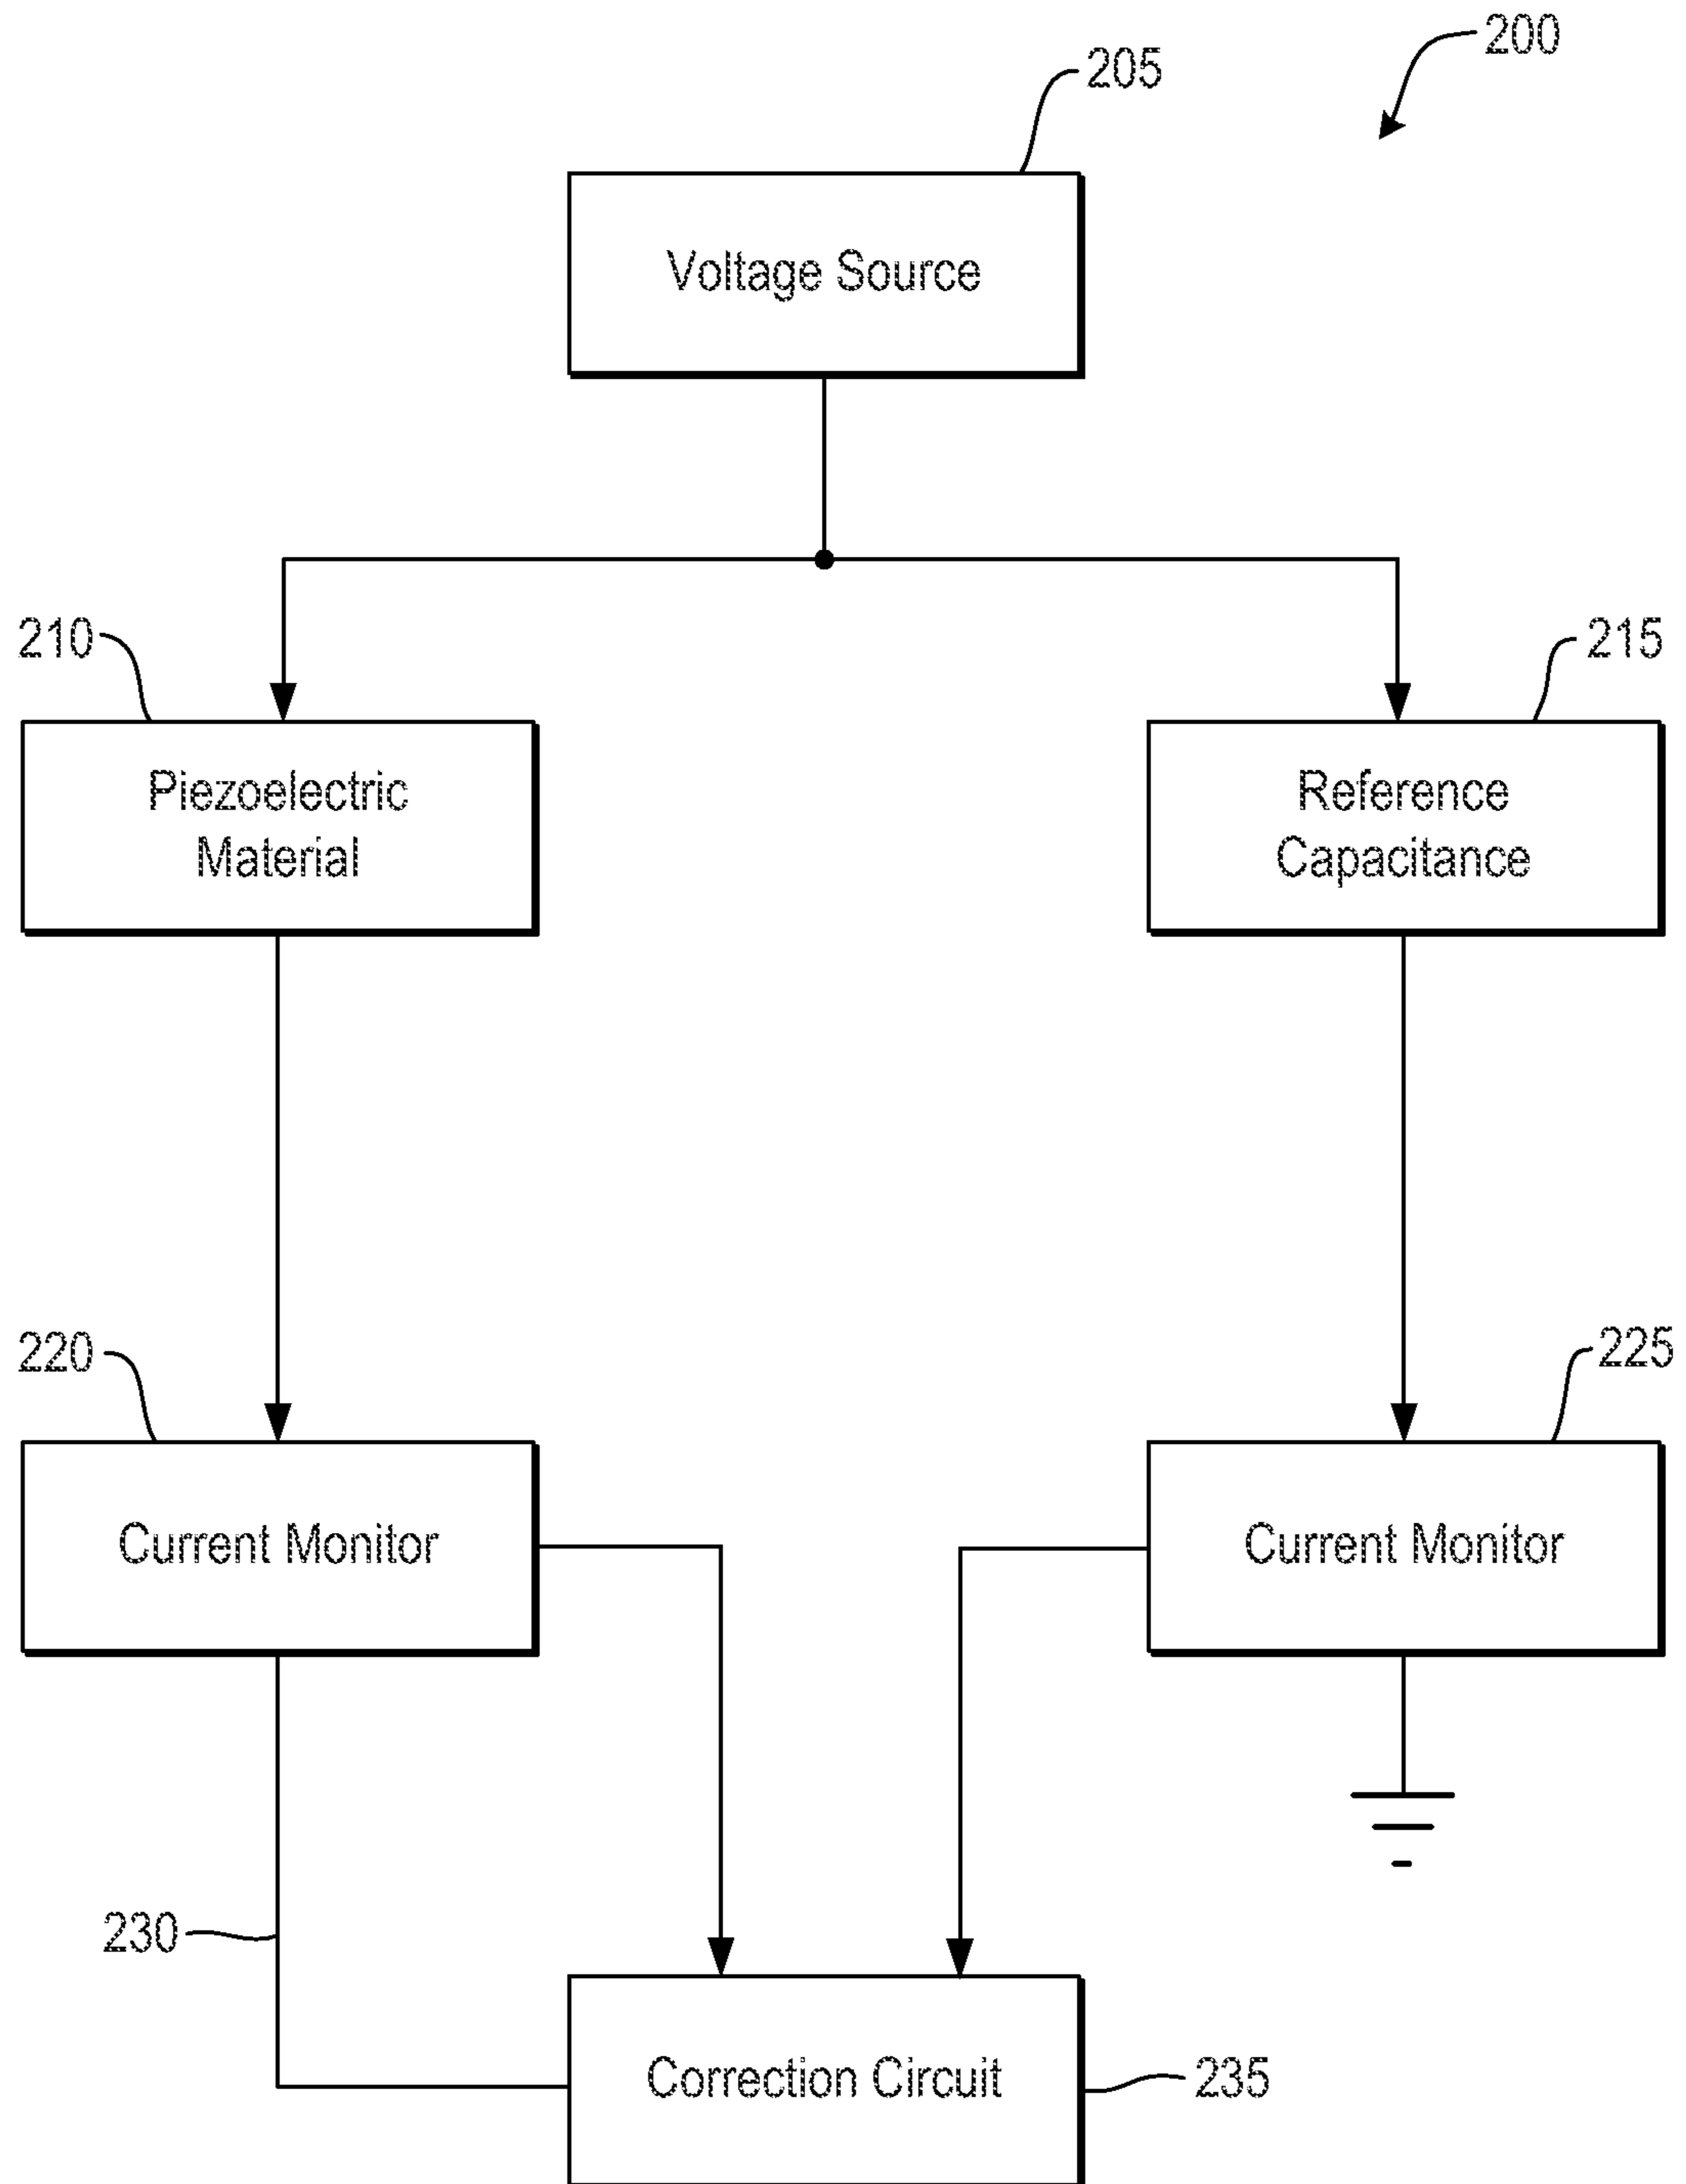 200
205
Voltage Source
210
215
Piezoelectric
Material
Reference
Capacitance
220
225
Current Monitor
Current Monitor
230
Correction Circuit
235